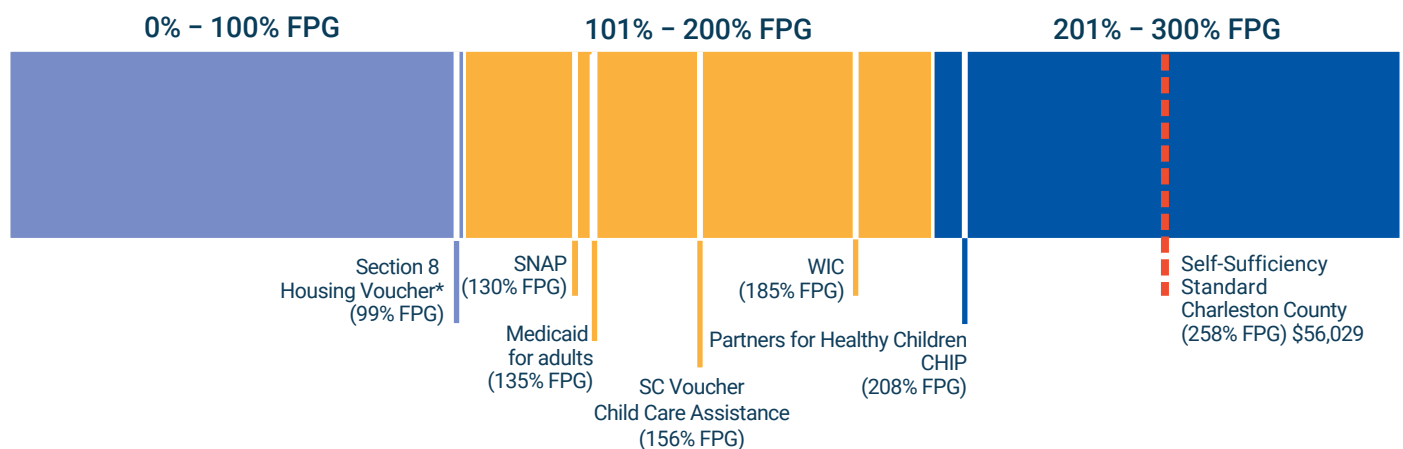 0% – 100% FPG
101% – 200% FPG
201% – 300% FPG
Section 8
Housing Voucher*
(99% FPG)
SNAP
(130% FPG)
Medicaid
for adults
(135% FPG)
SC Voucher
Child Care Assistance
(156% FPG)
WIC
(185% FPG)
Partners for Healthy Children
CHIP
(208% FPG)
Self-Sufficiency
Standard
Charleston County
(258% FPG) $56,029